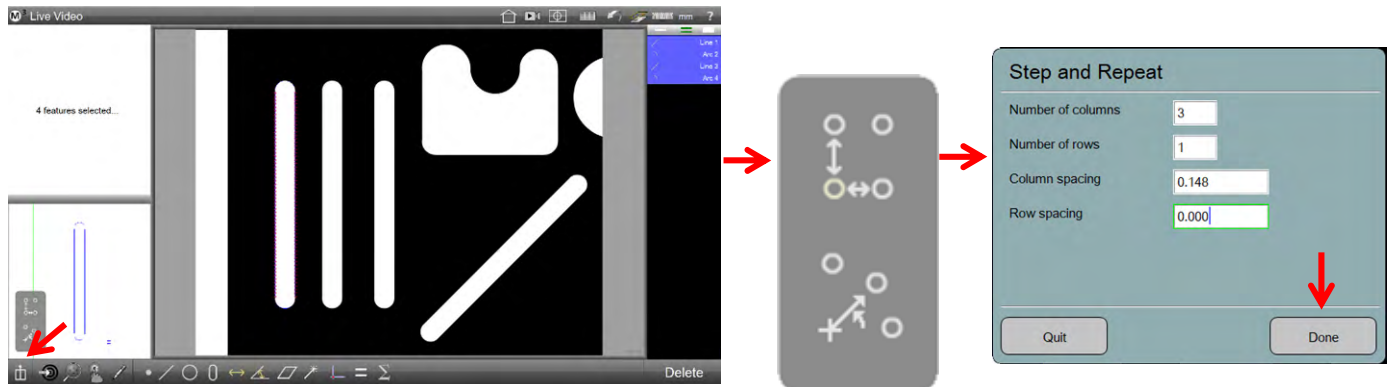 Live Video
mm ?
Line 1
Arc 2
Line 3
Arc 4
4 features selected...
Delete
Step and Repeat
Number of columns 3
Number of rows 1
Column spacing 0.148
Row spacing 0.000
Quit Done